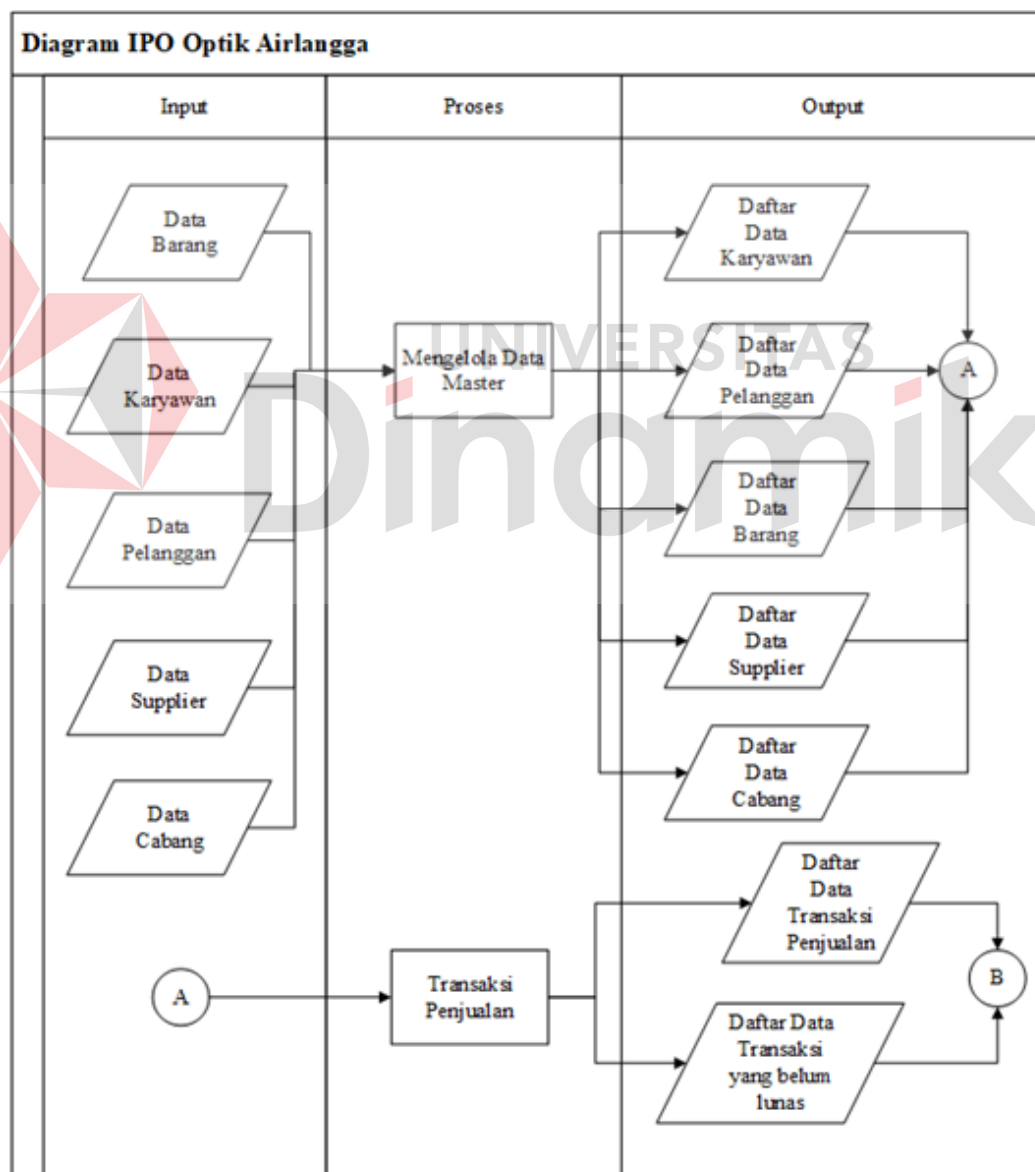 Diagram IPO Optik Airlangga
Input
Proses
Output
Data
Barang
Data
Karyawan
Data
Pelanggan
Data
Supplier
Data
Cabang
Mengelola Data
Master
Daftar
Data
Karyawan
Daftar
Data
Pelanggan
Daftar
Data
Barang
Daftar
Data
Supplier
Daftar
Data
Cabang
A
UNIVERSITAS
Dinamik
A
Transaksi
Penjualan
Daftar
Data
Transaksi
Penjualan
Daftar Data
Transaksi
yang belum
lunas
B